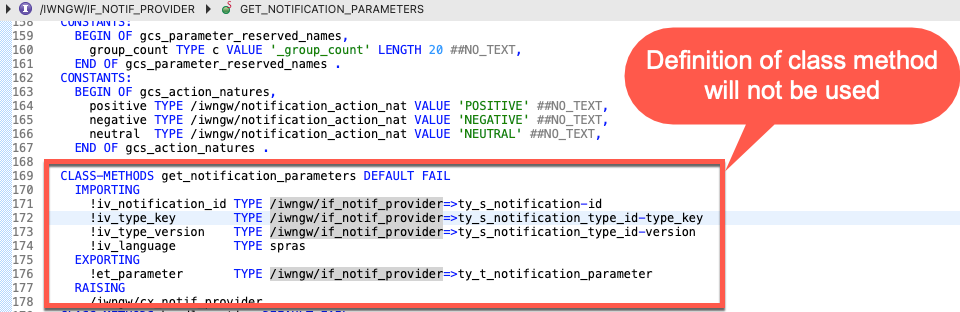 /IWNGW/IF_NOTIF_PROVIDER GET_NOTIFICATION_PARAMETERS
158 CONSTANTS:
159 BEGIN OF gcs_parameter_reserved_names,
160 group_count TYPE c VALUE '_group_count' LENGTH 20 ##NO_TEXT,
161 END OF gcs_parameter_reserved_names .
162 CONSTANTS:
163 BEGIN OF gcs_action_natures,
164 positive TYPE /iwngw/notification_action_nat VALUE 'POSITIVE' ##NO_TEXT,
165 negative TYPE /iwngw/notification_action_nat VALUE 'NEGATIVE' ##NO_TEXT,
166 neutral TYPE /iwngw/notification_action_nat VALUE 'NEUTRAL' ##NO_TEXT,
167 END OF gcs_action_natures .
168
169 CLASS-METHODS get_notification_parameters DEFAULT FAIL
170 IMPORTING
171 !iv_notification_id TYPE /iwngw/if_notif_provider=>ty_s_notification-id
172 !iv_type_key TYPE /iwngw/if_notif_provider=>ty_s_notification_type_id-type_key
173 !iv_type_version TYPE /iwngw/if_notif_provider=>ty_s_notification_type_id-version
174 !iv_language TYPE spras
175 EXPORTING
176 !et_parameter TYPE /iwngw/if_notif_provider=>ty_t_notification_parameter
177 RAISING
178 /iwngw/cx_notif_provider
Definition of class method
will not be used